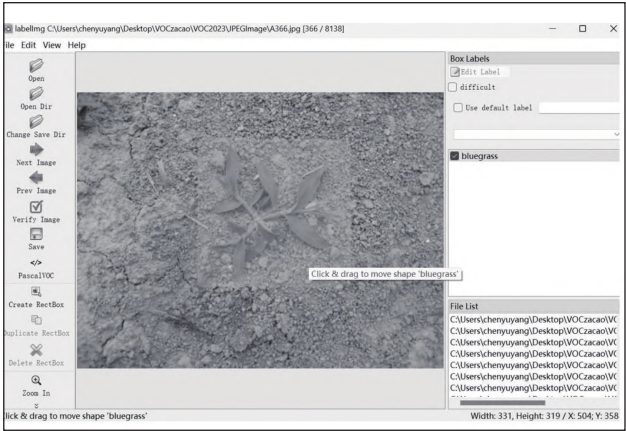 labelImg C:\Users\chenyuyang\Desktop\VOCzacao\VOC2023\JPEGImage\A366.jpg [366 / 8138]
ile Edit View Help
Open
Open Dir
Change Save Dir
Next Image
Prev Image
Verify Image
Save
</>
PascalVOC
Create RectBox
uplicate RectBox
Delete RectBox
Zoom In
Click & drag to move shape 'bluegrass'
Box Labels
Edit Label
difficult
Use default label
bluegrass
File List
C:\Users\chenyuyang\Desktop\VOCzacao\VC
C:\Users\chenyuyang\Desktop\VOCzacao\VC
C:\Users\chenyuyang\Desktop\VOCzacao\VC
C:\Users\chenyuyang\Desktop\VOCzacao\VC
C:\Users\chenyuyang\Desktop\VOCzacao\VC
C:\Users\chenyuyang\Desktop\VOCzacao\VC
C:\Users\chenyuyang\Desktop\VOCzacao\VC
lick & drag to move shape 'bluegrass'
Width: 331, Height: 319 / X: 504; Y: 358